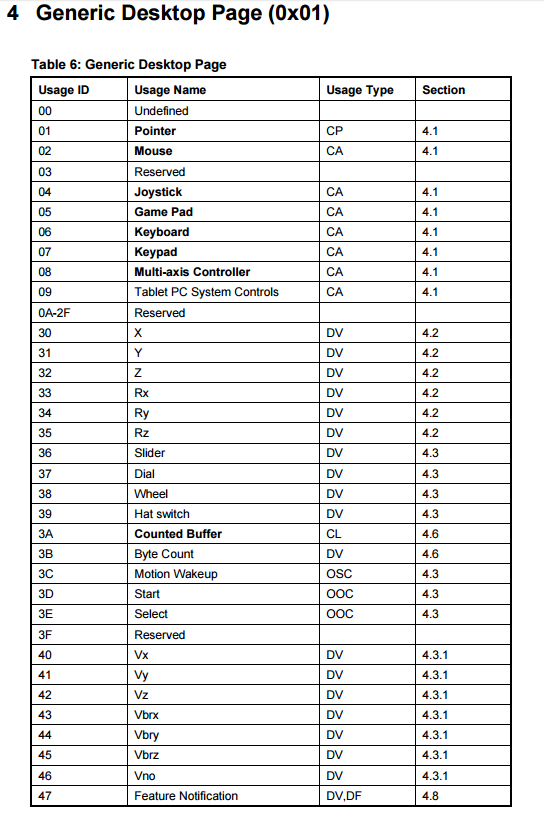 4 Generic Desktop Page (0x01)
Table 6: Generic Desktop Page
Usage ID Usage Name Usage Type Section
00 Undefined
01 Pointer CP 4.1
02 Mouse CA 4.1
03 Reserved
04 Joystick CA 4.1
05 Game Pad CA 4.1
06 Keyboard CA 4.1
07 Keypad CA 4.1
08 Multi-axis Controller CA 4.1
09 Tablet PC System Controls CA 4.1
0A-2F Reserved
30 X DV 4.2
31 Y DV 4.2
32 Z DV 4.2
33 Rx DV 4.2
34 Ry DV 4.2
35 Rz DV 4.2
36 Slider DV 4.3
37 Dial DV 4.3
38 Wheel DV 4.3
39 Hat switch DV 4.3
3A Counted Buffer CL 4.6
3B Byte Count DV 4.6
3C Motion Wakeup OSC 4.3
3D Start OOC 4.3
3E Select OOC 4.3
3F Reserved
40 Vx DV 4.3.1
41 Vy DV 4.3.1
42 Vz DV 4.3.1
43 Vbrx DV 4.3.1
44 Vbry DV 4.3.1
45 Vbrz DV 4.3.1
46 Vno DV 4.3.1
47 Feature Notification DV,DF 4.8